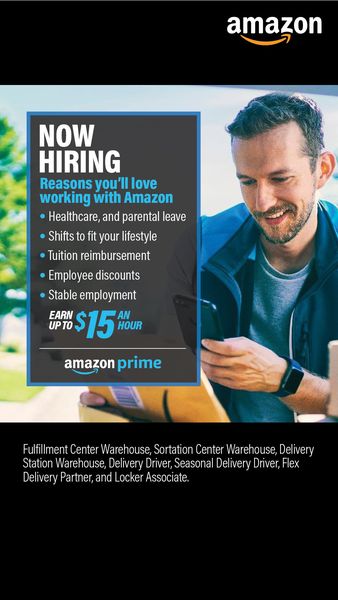 amazon
NOW
HIRING
Reasons you'll love
working with Amazon
• Healthcare, and parental leave
• Shifts to fit your lifestyle
• Tuition reimbursement
• Employee discounts
• Stable employment
EARN UP TO $15 AN HOUR
amazon prime
Fulfillment Center Warehouse, Sortation Center Warehouse, Delivery
Station Warehouse, Delivery Driver, Seasonal Delivery Driver, Flex
Delivery Partner, and Locker Associate.